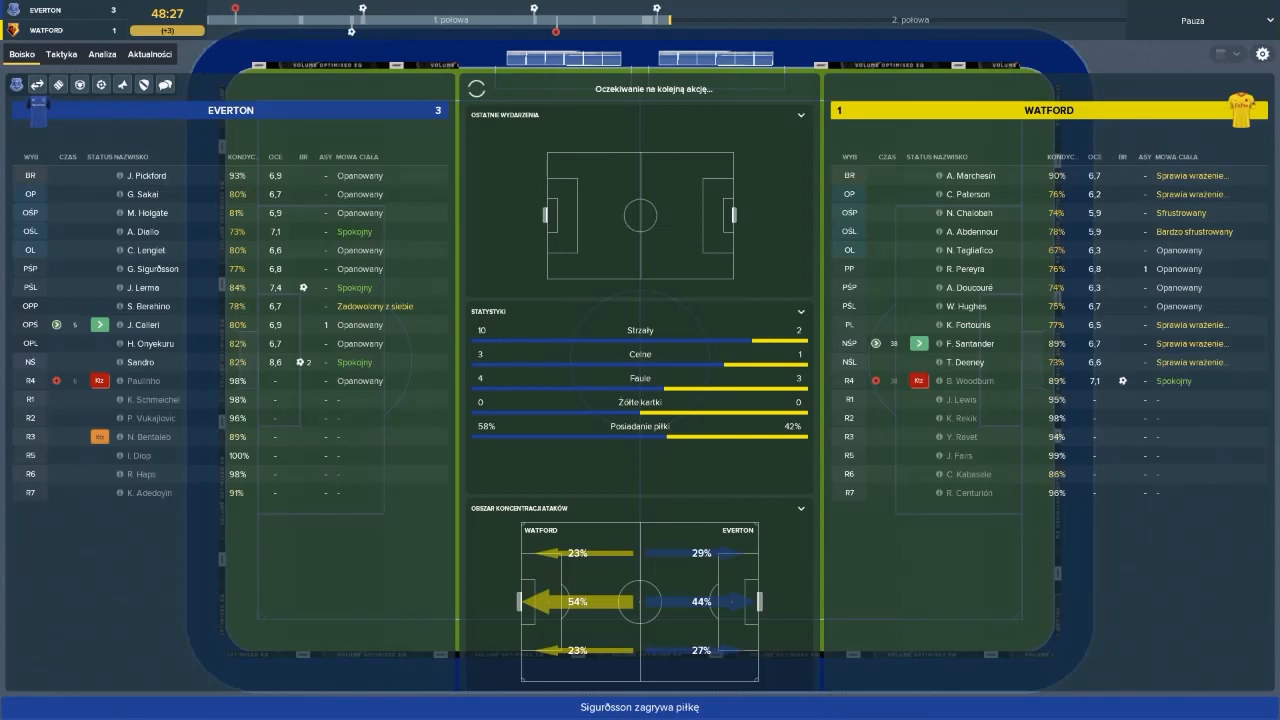 EVERTON 3
WATFORD 1
48:27
(+3)
1. połowa
2. połowa
Pauza
Boisko Taktyka Analiza Aktualności
EVERTON 3
WYB CZAS STATUS NAZWISKO KONDYC. OCE BR ASY MOWA CIAŁA
BR J. Pickford 93% 6,9 - Opanowany
OP G. Sakai 80% 6,7 - Opanowany
OŚP M. Holgate 81% 6,9 - Opanowany
OŚL A. Diallo 73% 7,1 - Spokojny
OL C. Lenglet 80% 6,6 - Opanowany
PŚP G. Sigurðsson 77% 6,8 - Opanowany
PŚL J. Lerma 84% 7,4 - Spokojny
OPP S. Berahino 78% 6,7 - Zadowolony z siebie
OPŚ J. Calleri 80% 6,9 1 Opanowany
OPL H. Onyekuru 82% 6,7 - Opanowany
NŚ Sandro 82% 8,6 2 - Spokojny
R4 Ktz Paulinho 98% - - Opanowany
R1 K. Schmeichel 98% - - -
R2 P. Vukajlovic 96% - - -
R3 Ktz N. Bentaleb 89% - - -
R5 I. Diop 100% - - -
R6 R. Haps 98% - - -
R7 K. Adedoyin 91% - - -
Oczekiwanie na kolejną akcję...
OSTATNIE WYDARZENIA
STATYSTYKI
10 Strzały 2
3 Celne 1
4 Faule 3
0 Żółte kartki 0
58% Posiadanie piłki 42%
OBSZAR KONCENTRACJI ATAKÓW
WATFORD EVERTON
23% 29%
54% 44%
23% 27%
1 WATFORD
WYB CZAS STATUS NAZWISKO KONDYC. OCE BR ASY MOWA CIAŁA
BR A. Marchesín 90% 6,7 - Sprawia wrażenie...
OP C. Paterson 76% 6,2 - Sprawia wrażenie...
OŚP N. Chalobah 74% 5,9 - Sfrustrowany
OŚL A. Abdennour 78% 5,9 - Bardzo sfrustrowany
OL N. Tagliafico 67% 6,3 - Opanowany
PP R. Pereyra 76% 6,8 1 Opanowany
PŚP A. Doucouré 74% 6,3 - Opanowany
PŚL W. Hughes 75% 6,7 - Opanowany
PL K. Fortounis 77% 6,5 - Sprawia wrażenie...
NŚP 38 F. Santander 89% 6,7 - Sprawia wrażenie...
NŚL T. Deeney 73% 6,6 - Sprawia wrażenie...
R4 38 Ktz B. Woodburn 89% 7,1 - Spokojny
R1 J. Lewis 95% - - -
R2 K. Rekik 98% - - -
R3 Y. Ravet 94% - - -
R5 J. Fairs 99% - - -
R6 C. Kabasele 86% - - -
R7 R. Centurión 96% - - -
Sigurðsson zagrywa piłkę